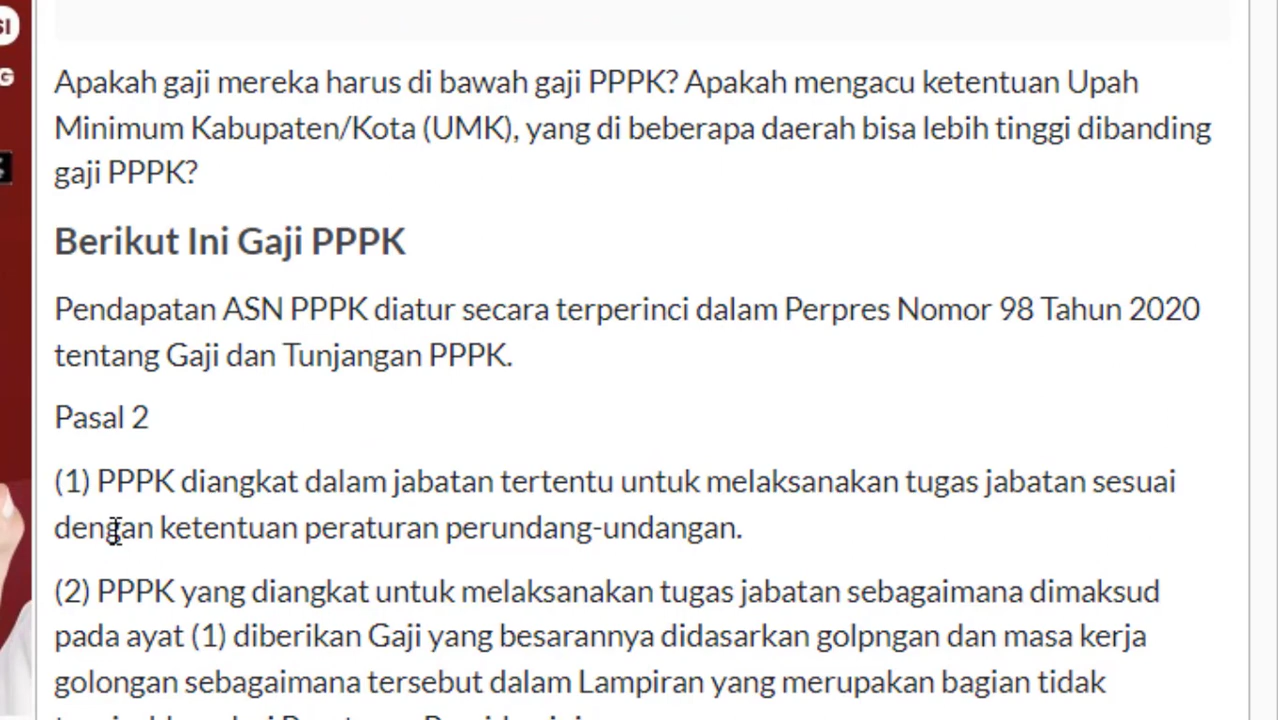 SI
G
Apakah gaji mereka harus di bawah gaji PPPK? Apakah mengacu ketentuan Upah
Minimum Kabupaten/Kota (UMK), yang di beberapa daerah bisa lebih tinggi dibanding
gaji PPPK?
Berikut Ini Gaji PPPK
Pendapatan ASN PPPK diatur secara terperinci dalam Perpres Nomor 98 Tahun 2020
tentang Gaji dan Tunjangan PPPK.
Pasal 2
(1) PPPK diangkat dalam jabatan tertentu untuk melaksanakan tugas jabatan sesuai
dengan ketentuan peraturan perundang-undangan.
(2) PPPK yang diangkat untuk melaksanakan tugas jabatan sebagaimana dimaksud
pada ayat (1) diberikan Gaji yang besarannya didasarkan golpngan dan masa kerja
golongan sebagaimana tersebut dalam Lampiran yang merupakan bagian tidak